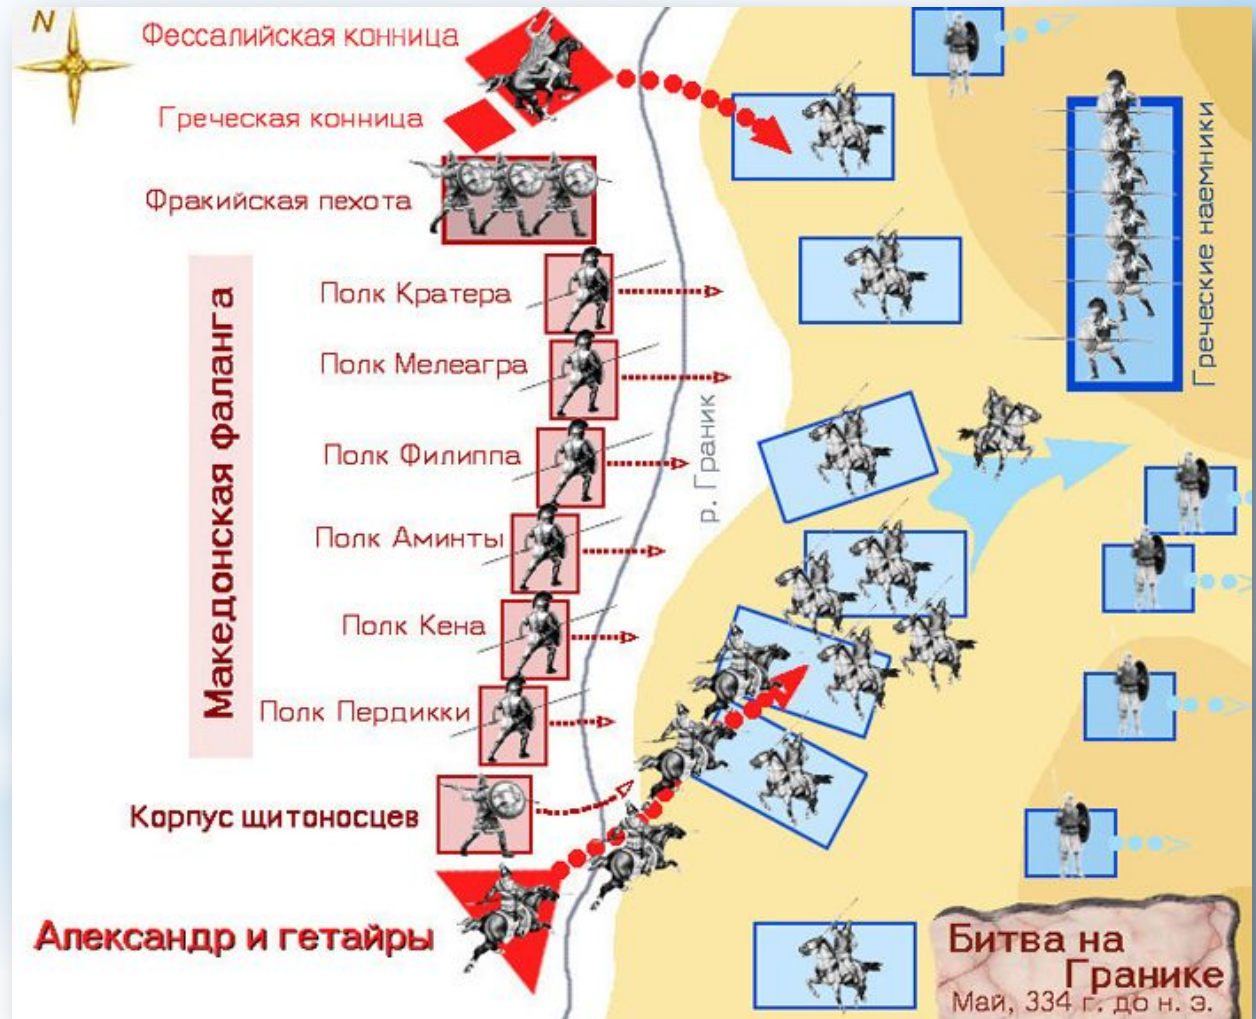 N
Фессалийская конница
Греческая конница
Фракийская пехота
Македонская фаланга
Полк Кратера
Полк Мелеагра
Полк Филиппа
Полк Аминты
Полк Кена
Полк Пердикки
Корпус щитоносцев
Александр и гетайры
р. Граник
Греческие наемники
Битва на
Гранике
Май, 334 г. до н. э.